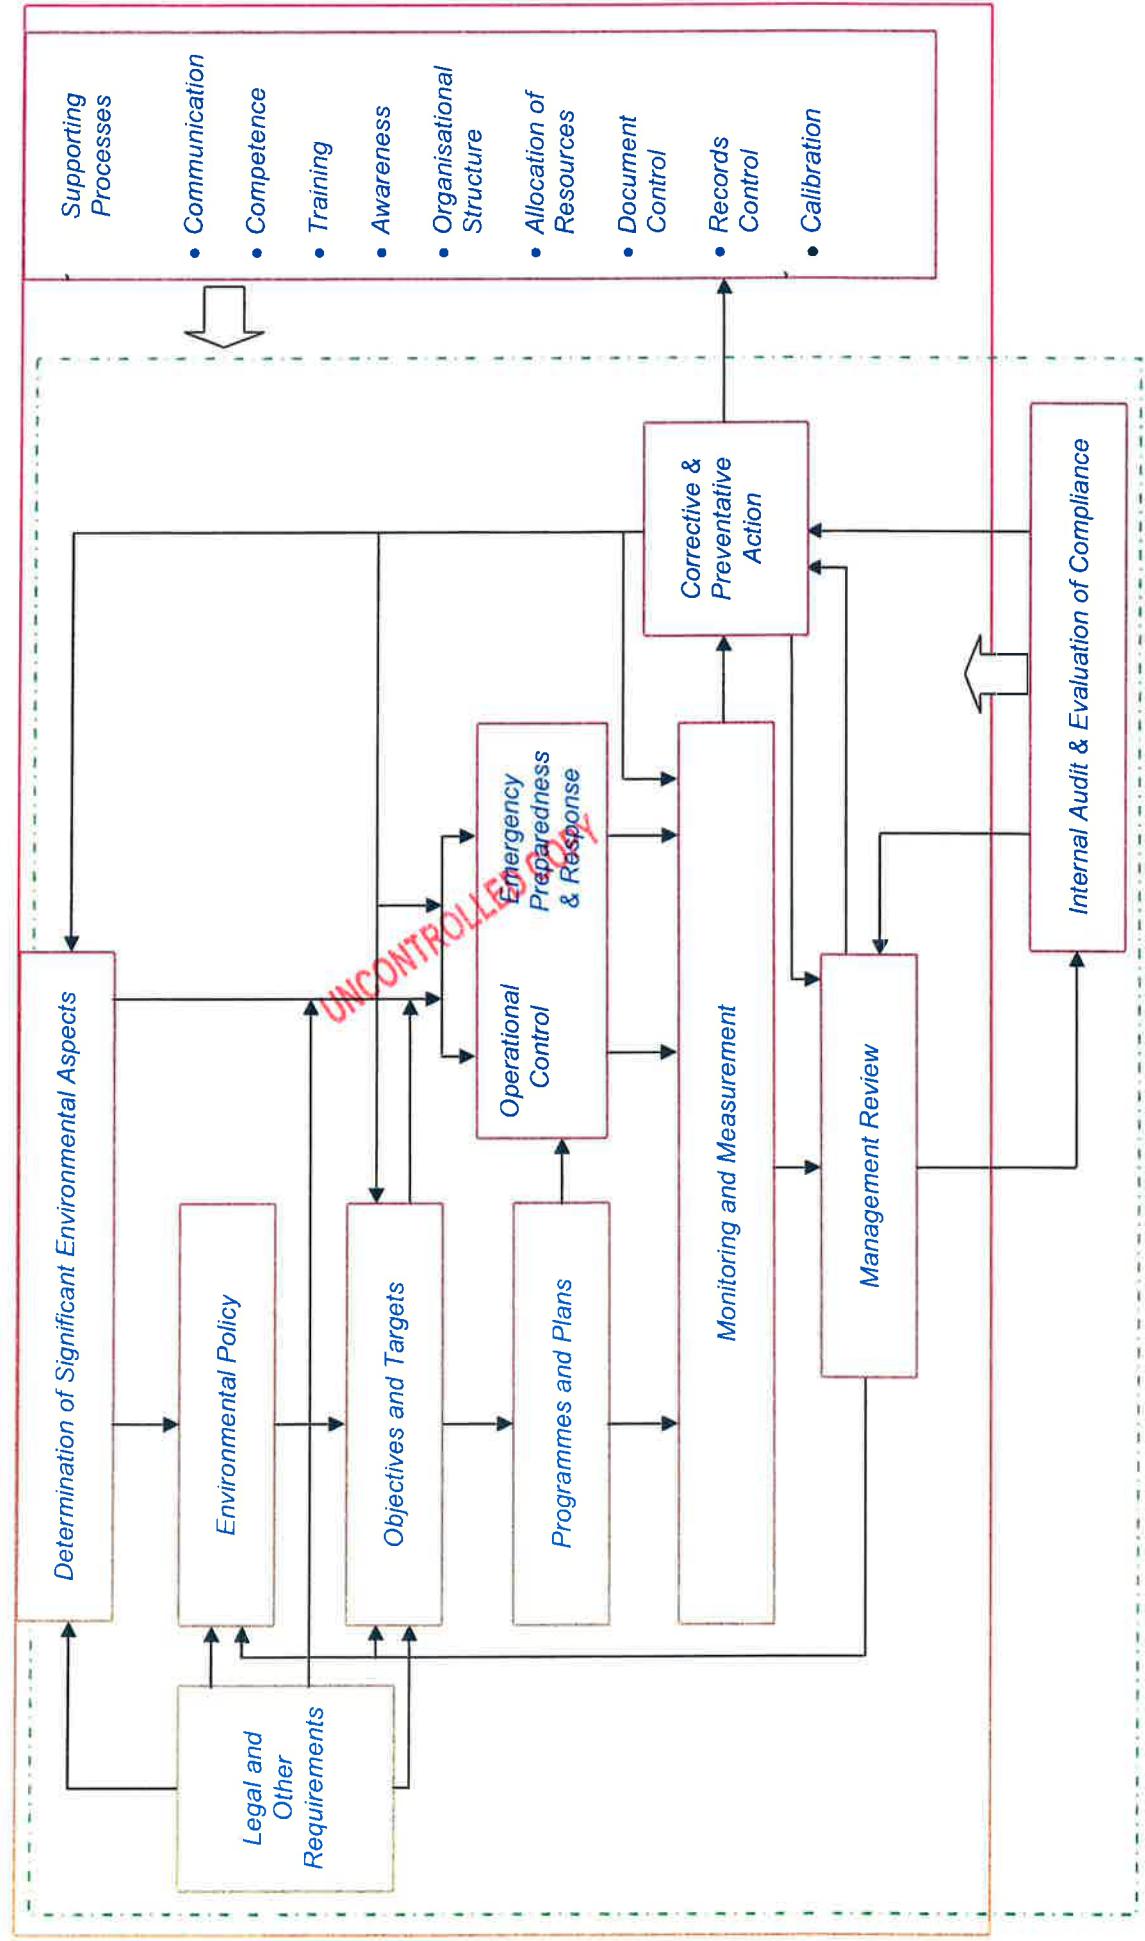 Determination of Significant Environmental Aspects
Legal and
Other
Requirements
Environmental Policy
Objectives and Targets
Programmes and Plans
Operational
Control
Emergency
Preparedness
& Response
UNCONTROLLED COPY
Monitoring and Measurement
Management Review
Corrective &
Preventative
Action
Internal Audit & Evaluation of Compliance
Supporting
Processes
• Communication
• Competence
• Training
• Awareness
• Organisational
Structure
• Allocation of
Resources
• Document
Control
• Records
Control
• Calibration